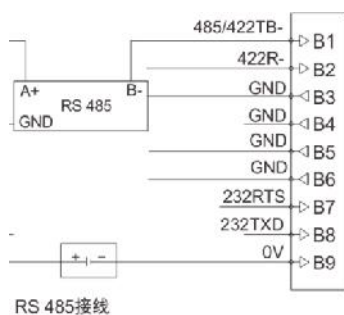 485/422TB-
B1
422R-
B2
A+ B-
RS 485
GND
GND
B3
GND
B4
GND
B5
GND
B6
232RTS
B7
232TXD
B8
+ -
0V
B9
RS 485接线